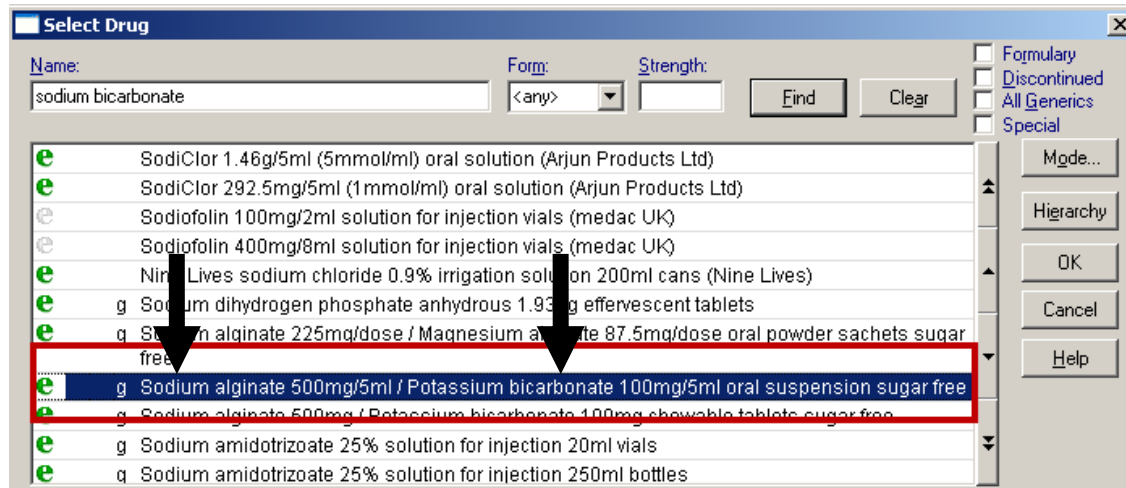 Select Drug
Name:
Form:
Strength:
sodium bicarbonate
<any>
Find
Clear
Formulary
Discontinued
All Generics
Special
e SodiClor 1.46g/5ml (5mmol/ml) oral solution (Arjun Products Ltd)
e SodiClor 292.5mg/5ml (1mmol/ml) oral solution (Arjun Products Ltd)
e Sodiofolin 100mg/2ml solution for injection vials (medac UK)
e Sodiofolin 400mg/8ml solution for injection vials (medac UK)
e Lives sodium chloride 0.9% irrigation 200ml cans (Nine Lives)
e g dihydrogen phosphate anhydrous effervescent tablets
e g alginate 225mg/dose / Magnesium 87.5mg/dose oral powder sachets sugar
free
e g Sodium alginate 500mg/5ml / Potassium bicarbonate 100mg/5ml oral suspension sugar free
e g Sodium alginate 500mg / Potassium bicarbonate 100mg chewable tablets sugar free
e g Sodium amidotrizoate 25% solution for injection 20ml vials
e g Sodium amidotrizoate 25% solution for injection 250ml bottles
Mode...
Hierarchy
OK
Cancel
Help